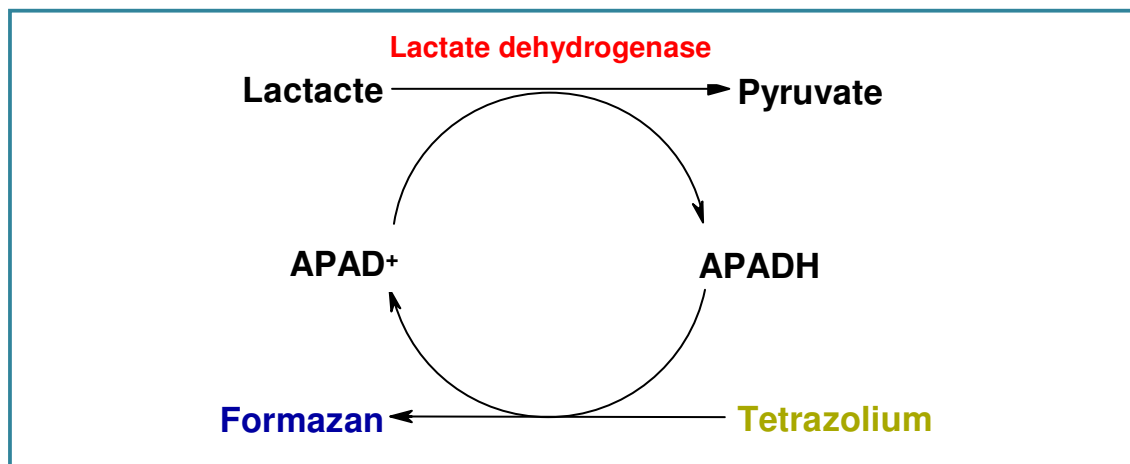 Lactate dehydrogenase
Lactacte
Pyruvate
APAD+
APADH
Formazan
Tetrazolium